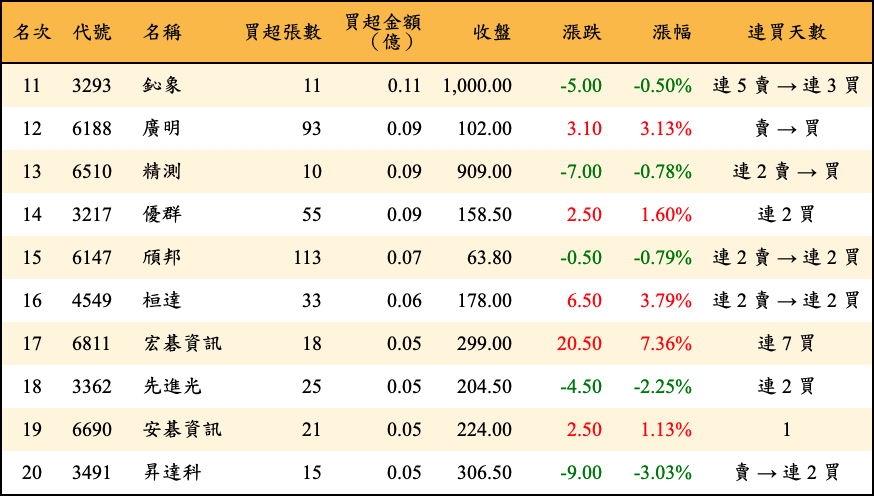 名次 代號 名稱 買超張數 買超金額（億） 收盤 漲跌 漲幅 連買天數
11 3293 鈊象 11 0.11 1,000.00 -5.00 -0.50% 連 5 賣 → 連 3 買
12 6188 廣明 93 0.09 102.00 3.10 3.13% 賣 → 買
13 6510 精測 10 0.09 909.00 -7.00 -0.78% 連 2 賣 → 買
14 3217 優群 55 0.09 158.50 2.50 1.60% 連 2 買
15 6147 頎邦 113 0.07 63.80 -0.50 -0.79% 連 2 賣 → 連 2 買
16 4549 桓達 33 0.06 178.00 6.50 3.79% 連 2 賣 → 連 2 買
17 6811 宏碁資訊 18 0.05 299.00 20.50 7.36% 連 7 買
18 3362 先進光 25 0.05 204.50 -4.50 -2.25% 連 2 買
19 6690 安碁資訊 21 0.05 224.00 2.50 1.13% 1
20 3491 昇達科 15 0.05 306.50 -9.00 -3.03% 賣 → 連 2 買